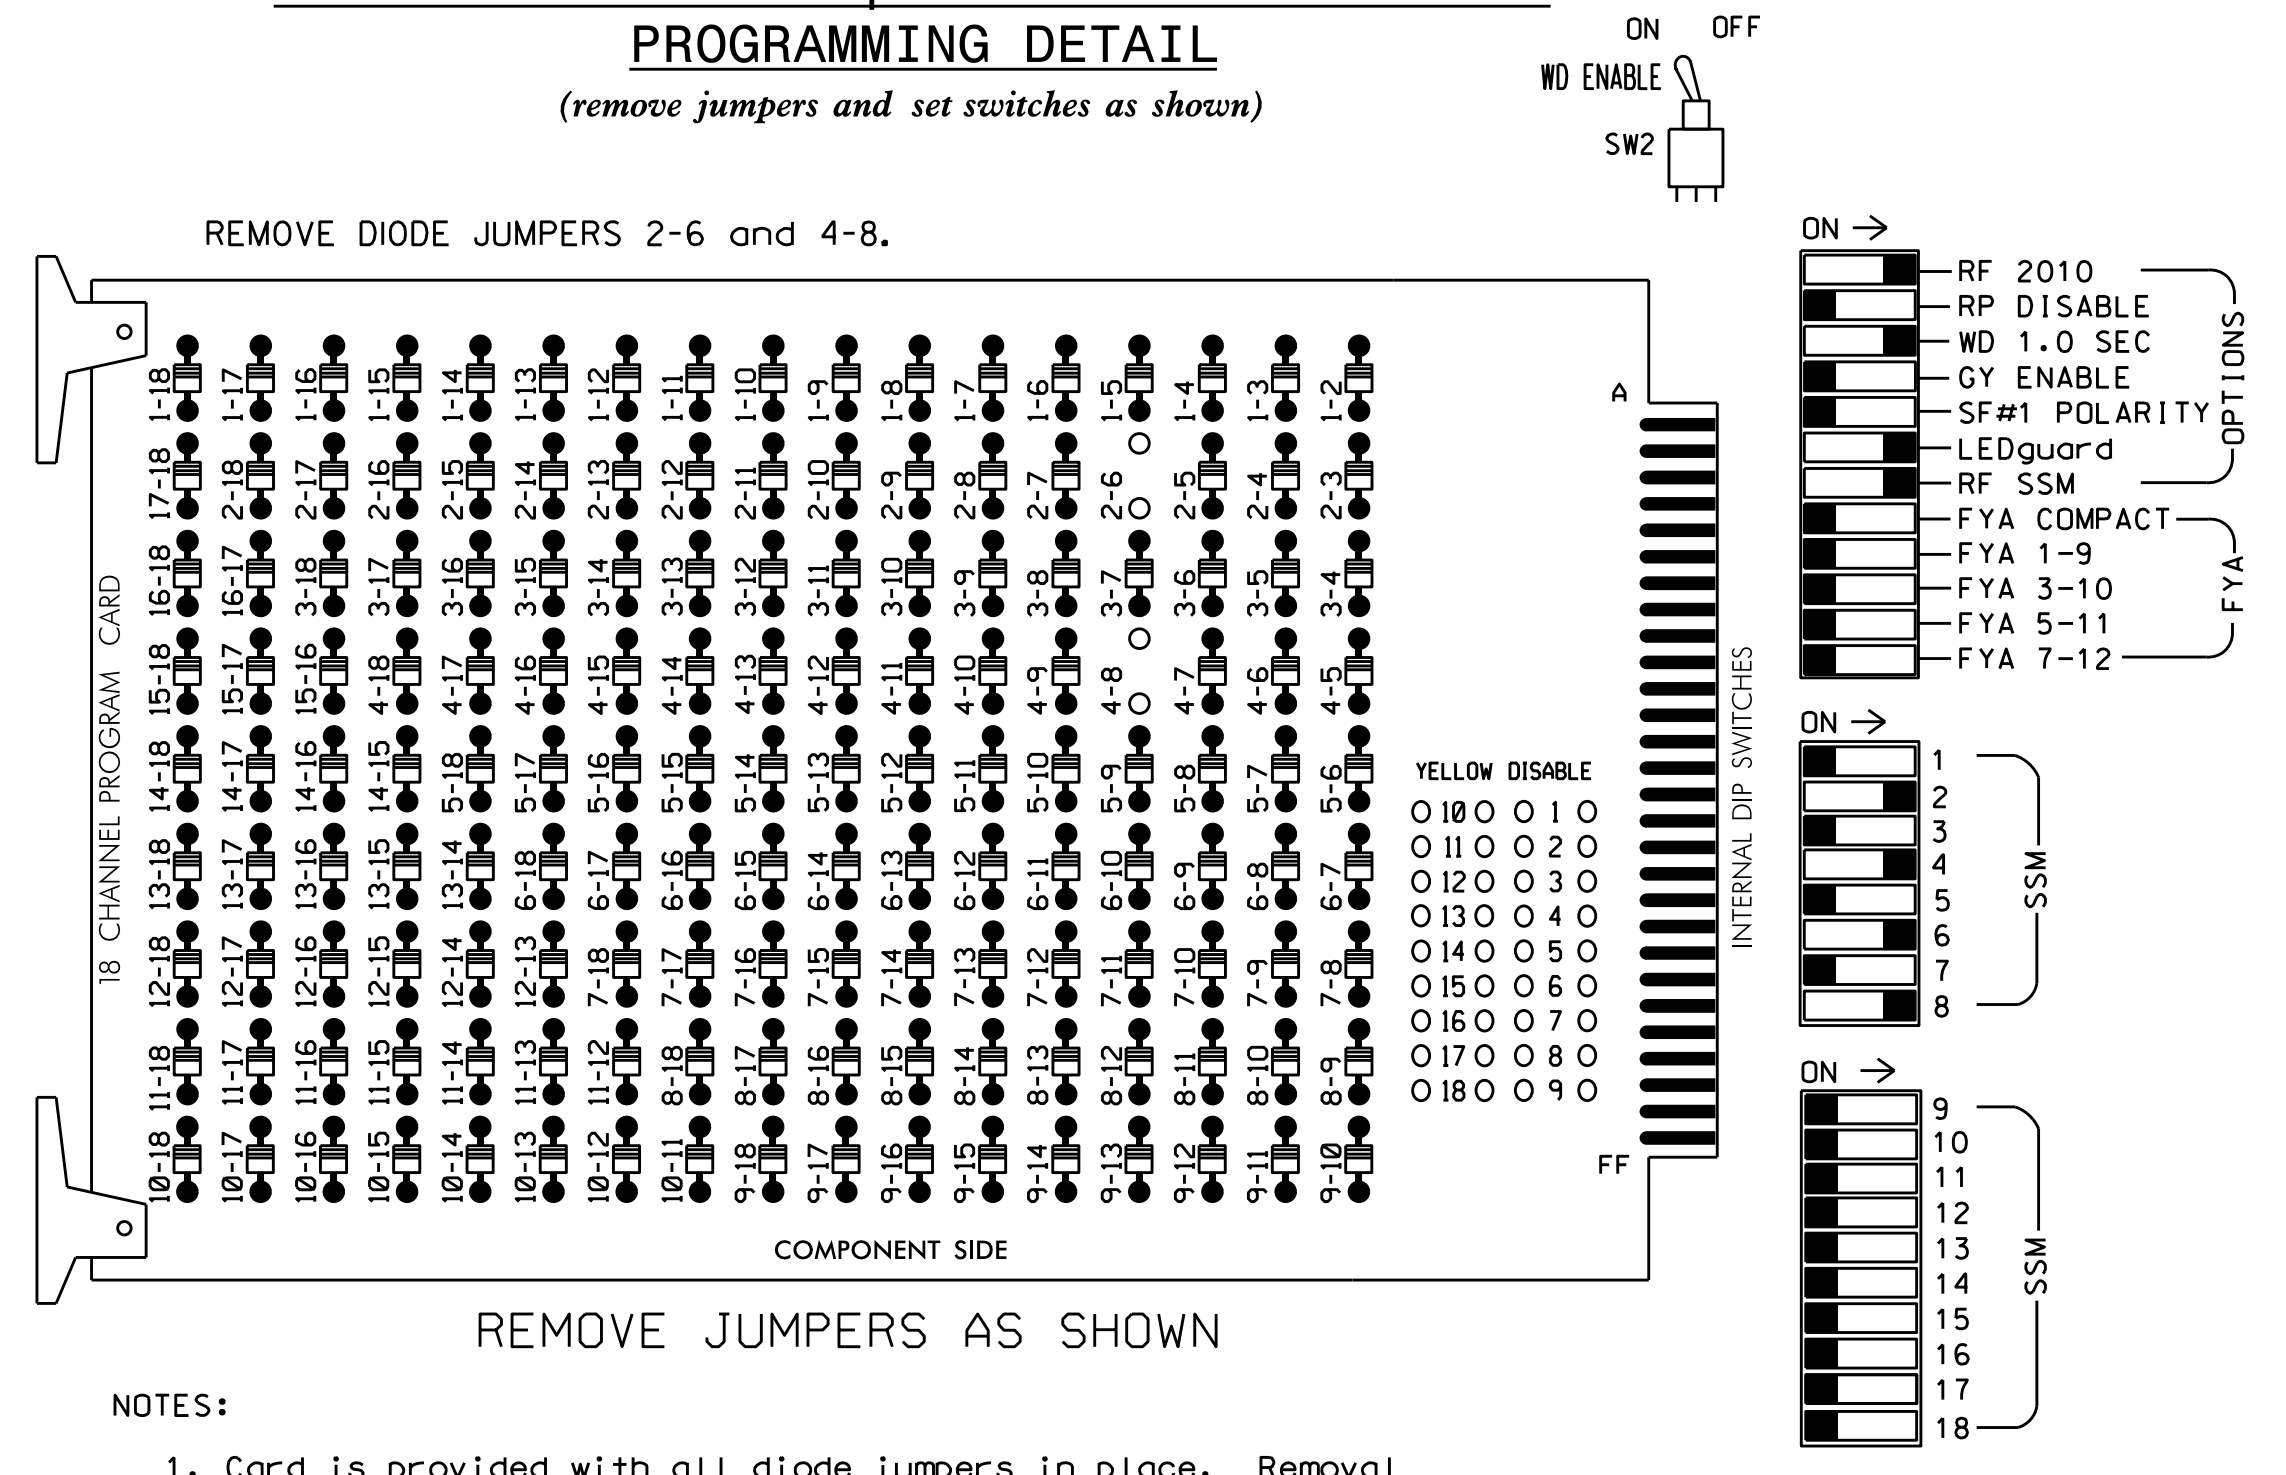 PROGRAMMING DETAIL
(remove jumpers and set switches as shown)
ON OFF
WD ENABLE
SW2
REMOVE DIODE JUMPERS 2-6 and 4-8.
18 CHANNEL PROGRAM CARD
1-18 1-17 1-16 1-15 1-14 1-13 1-12 1-11 1-10 1-9 1-8 1-7 1-6 1-5 1-4 1-3 1-2
17-18 2-18 2-17 2-16 2-15 2-14 2-13 2-12 2-11 2-10 2-9 2-8 2-7 2-6 2-5 2-4 2-3
16-18 16-17 3-18 3-17 3-16 3-15 3-14 3-13 3-12 3-11 3-10 3-9 3-8 3-7 3-6 3-5 3-4
15-18 15-17 15-16 4-18 4-17 4-16 4-15 4-14 4-13 4-12 4-11 4-10 4-9 4-8 4-7 4-6 4-5
14-18 14-17 14-16 14-15 5-18 5-17 5-16 5-15 5-14 5-13 5-12 5-11 5-10 5-9 5-8 5-7 5-6
13-18 13-17 13-16 13-15 13-14 6-18 6-17 6-16 6-15 6-14 6-13 6-12 6-11 6-10 6-9 6-8 6-7
12-18 12-17 12-16 12-15 12-14 12-13 7-18 7-17 7-16 7-15 7-14 7-13 7-12 7-11 7-10 7-9 7-8
11-18 11-17 11-16 11-15 11-14 11-13 11-12 8-18 8-17 8-16 8-15 8-14 8-13 8-12 8-11 8-10 8-9
10-18 10-17 10-16 10-15 10-14 10-13 10-12 10-11 9-18 9-17 9-16 9-15 9-14 9-13 9-12 9-11 9-10
COMPONENT SIDE
A
FF
YELLOW DISABLE
10 1
11 2
12 3
13 4
14 5
15 6
16 7
17 8
18 9
INTERNAL DIP SWITCHES
ON
RF 2010
RP DISABLE
WD 1.0 SEC
GY ENABLE
SF#1 POLARITY
LEDguard
RF SSM
OPTIONS
FYA COMPACT
FYA 1-9
FYA 3-10
FYA 5-11
FYA 7-12
FYA
ON
1
2
3
4
5
6
7
8
SSM
ON
9
10
11
12
13
14
15
16
17
18
SSM
REMOVE JUMPERS AS SHOWN
NOTES:
1. Card is provided with all diode jumpers in place. Removal